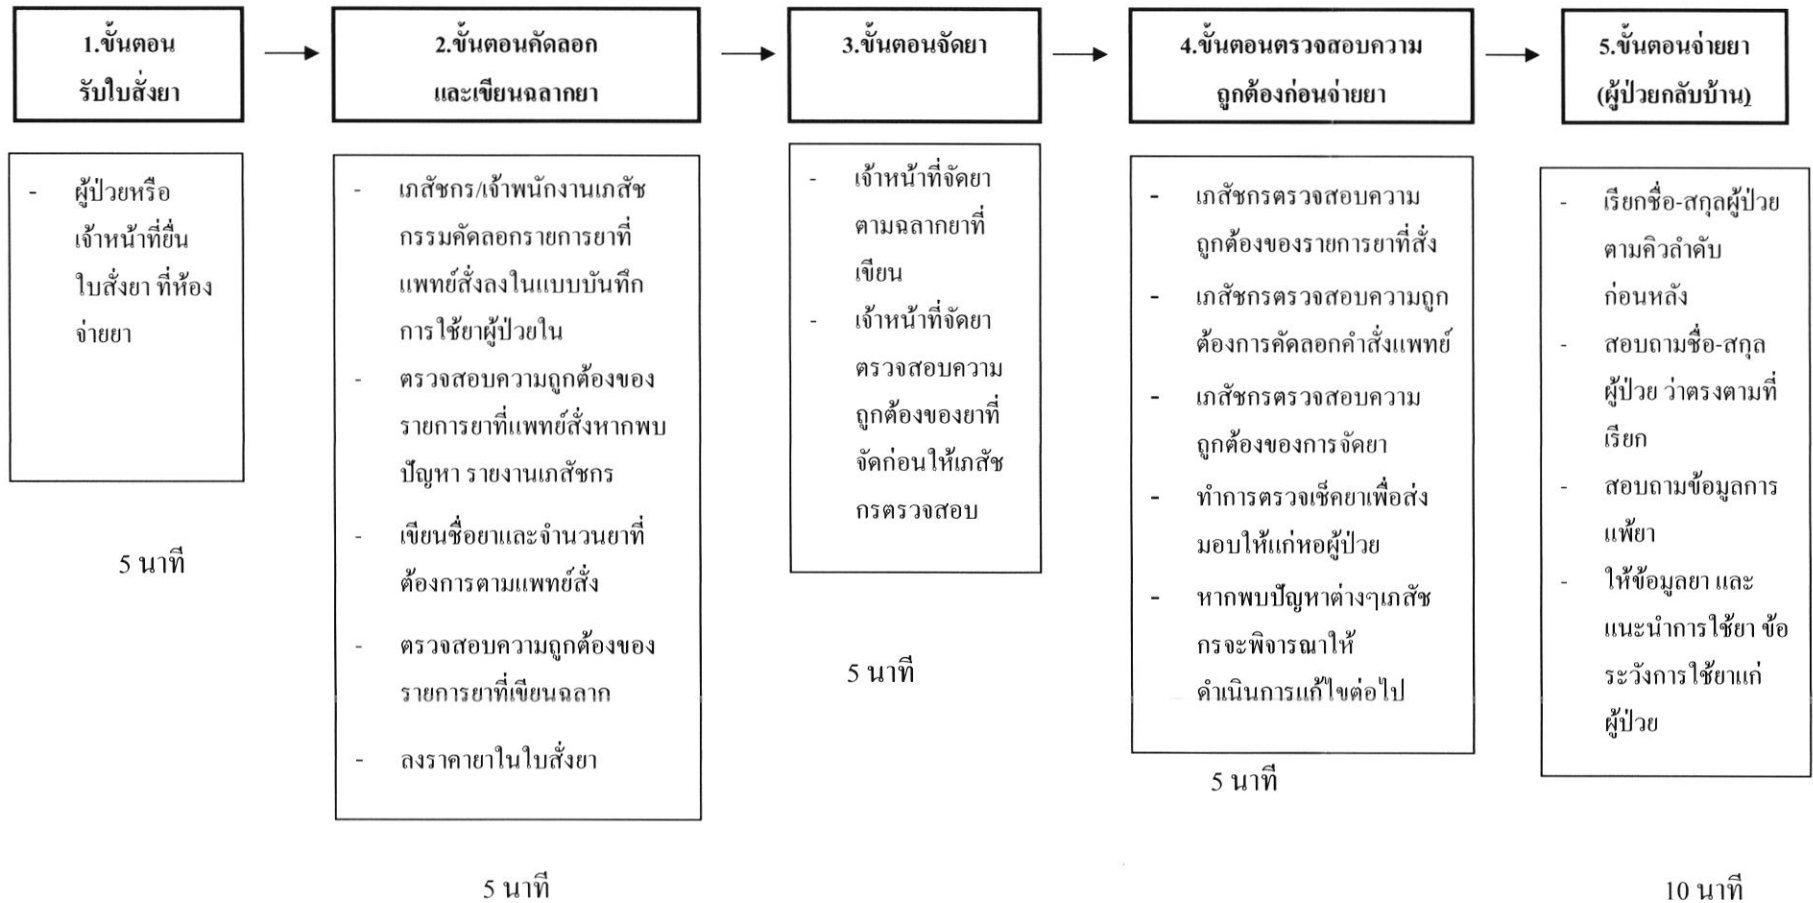 1.ขั้นตอน
รับใบสั่งยา
2.ขั้นตอนคัดลอก
และเขียนฉลากยา
3.ขั้นตอนจัดยา
4.ขั้นตอนตรวจสอบความ
ถูกต้องก่อนจ่ายยา
5.ขั้นตอนจ่ายยา
(ผู้ป่วยกลับบ้าน)
- ผู้ป่วยหรือ
เจ้าหน้าที่ยื่น
ใบสั่งยา ที่ห้อง
จ่ายยา
5 นาที
- เภสัชกร/เจ้าพนักงานเภสัช
กรรมคัดลอกรายการยาที่
แพทย์สั่งลงในแบบบันทึก
การใช้ยาผู้ป่วยใน
- ตรวจสอบความถูกต้องของ
รายการยาที่แพทย์สั่งหากพบ
ปัญหา รายงานเภสัชกร
- เขียนชื่อยาและจำนวนยาที่
ต้องการตามแพทย์สั่ง
- ตรวจสอบความถูกต้องของ
รายการยาที่เขียนฉลาก
- ลงราคายาในใบสั่งยา
5 นาที
- เจ้าหน้าที่จัดยา
ตามฉลากยาที่
เขียน
- เจ้าหน้าที่จัดยา
ตรวจสอบความ
ถูกต้องของยาที่
จัดก่อนให้เภสัช
กรตรวจสอบ
5 นาที
- เภสัชกรตรวจสอบความ
ถูกต้องของรายการยาที่สั่ง
- เภสัชกรตรวจสอบความถูก
ต้องการคัดลอกคำสั่งแพทย์
- เภสัชกรตรวจสอบความ
ถูกต้องของการจัดยา
- ทำการตรวจเช็คยาเพื่อส่ง
มอบให้แก่หอผู้ป่วย
- หากพบปัญหาต่างๆเภสัช
กรจะพิจารณาให้
ดำเนินการแก้ไขต่อไป
5 นาที
- เรียกชื่อ-สกุลผู้ป่วย
ตามคิวลำดับ
ก่อนหลัง
- สอบถามชื่อ-สกุล
ผู้ป่วย ว่าตรงตามที่
เรียก
- สอบถามข้อมูลการ
แพ้ยา
- ให้ข้อมูลยา และ
แนะนำการใช้ยา ข้อ
ระวังการใช้ยาแก่
ผู้ป่วย
10 นาที